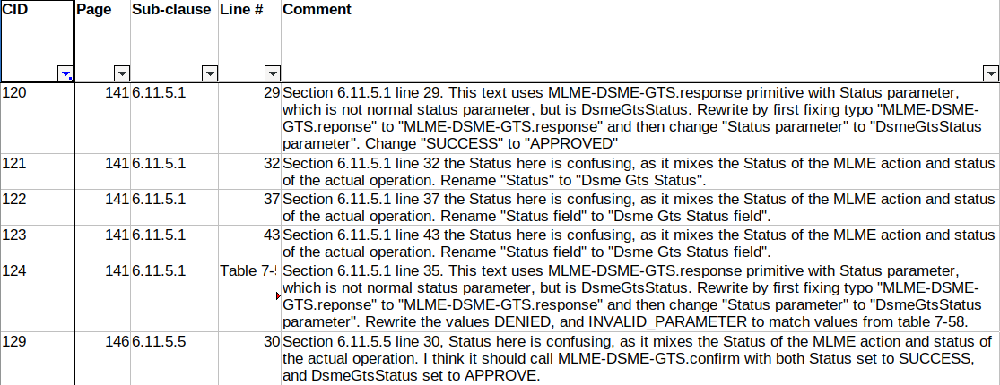 CID Page Sub-clause Line # Comment
120 141 6.11.5.1 29 Section 6.11.5.1 line 29. This text uses MLME-DSME-GTS.response primitive with Status parameter,
which is not normal status parameter, but is DsmeGtsStatus. Rewrite by first fixing typo "MLME-DSME-
GTS.reponse" to "MLME-DSME-GTS.response" and then change "Status parameter" to "DsmeGtsStatus
parameter". Change "SUCCESS" to "APPROVED"
121 141 6.11.5.1 32 Section 6.11.5.1 line 32 the Status here is confusing, as it mixes the Status of the MLME action and status
of the actual operation. Rename "Status" to "Dsme Gts Status".
122 141 6.11.5.1 37 Section 6.11.5.1 line 37 the Status here is confusing, as it mixes the Status of the MLME action and status
of the actual operation. Rename "Status field" to "Dsme Gts Status field".
123 141 6.11.5.1 43 Section 6.11.5.1 line 43 the Status here is confusing, as it mixes the Status of the MLME action and status
of the actual operation. Rename "Status field" to "Dsme Gts Status field".
124 141 6.11.5.1 Table Section 6.11.5.1 line 35. This text uses MLME-DSME-GTS.response primitive with Status parameter,
which is not normal status parameter, but is DsmeGtsStatus. Rewrite by first fixing typo "MLME-DSME-
GTS.reponse" to "MLME-DSME-GTS.response" and then change "Status parameter" to "DsmeGtsStatus
parameter". Rewrite the values DENIED, and INVALID_PARAMETER to match values from table 7-58.
129 146 6.11.5.5 30 Section 6.11.5.5 line 30, Status here is confusing, as it mixes the Status of the MLME action and status of
the actual operation. I think it should call MLME-DSME-GTS.confirm with both Status set to SUCCESS,
and DsmeGtsStatus set to APPROVE.